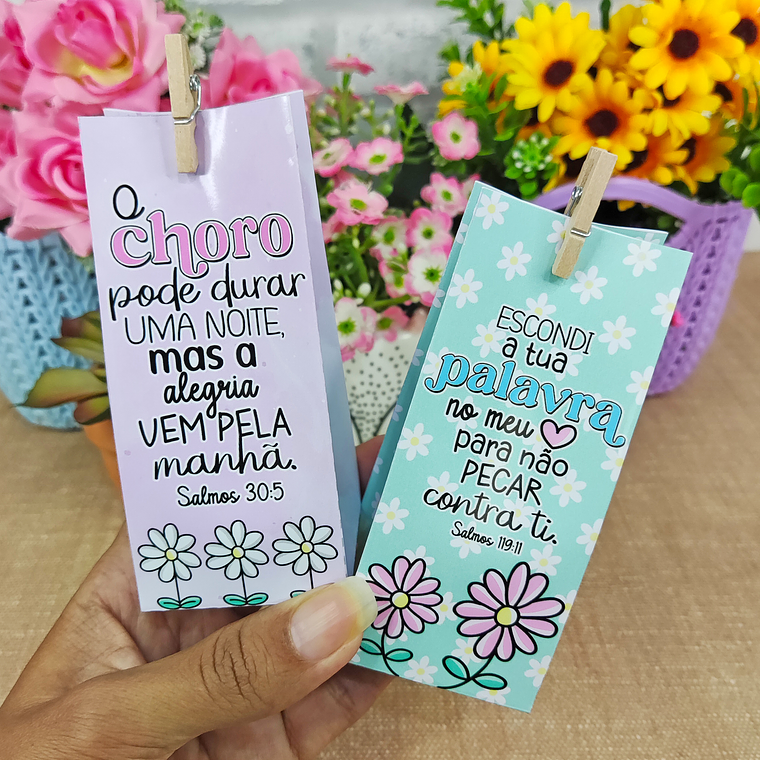 O
choro
pode durar
UMA NOITE,
mas a
alegria
VEM PELA
manhã.
Salmos 30:5
ESCONDI
a tua
palavra
no meu
para não
PECAR
contra ti.
Salmos 119:11